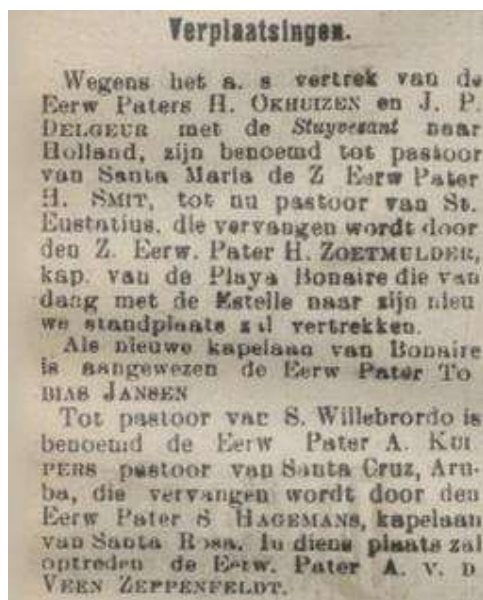 Verplaatsingen.
Wegens het a. s vertrek van de
Eerw Paters H. OKHUIZEN en J. P.
DELGEUR met de Stuyvesant naar
Holland, zijn benoemd tot pastoor
van Santa Maria de Z Eerw Pater
H. SMIT, tot nu pastoor van St.
Eustatius. die vervangen wordt door
den Z. Eerw. Pater H. ZOETMULDER,
kap. van de Playa Bonaire die van
daag met de Estelle naar zijn nieu
we standplaats zal vertrekken.
Als nieuwe kapelaan van Bonaire
is aangewezen de Eerw Pater TO
BIAS JANSEN
Tot pastoor van S. Willebrordo is
benoemd de Eerw Pater A. KUI
PERS pastoor van Santa Cruz, Aru-
ba, die vervangen wordt door den
Eerw Pater S HAGEMANS, kapelaan
van Santa Rosa. In diens plaats zal
optreden de Eerw. Pater A. V. D
VEEN ZEPPENFELDT.